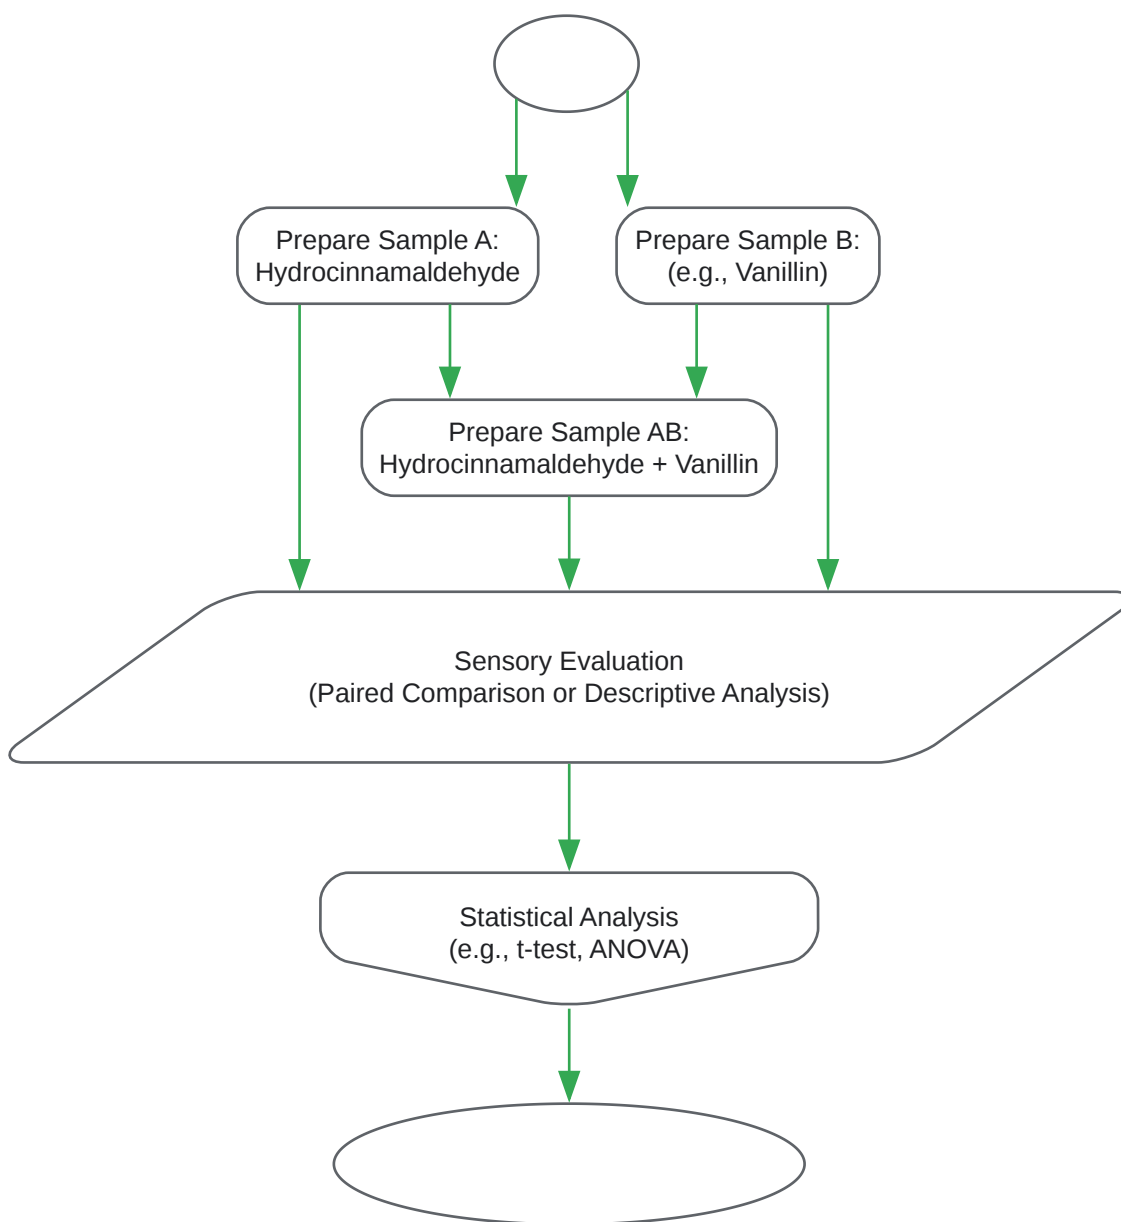 Prepare Sample A:
Hydrocinnamaldehyde
Prepare Sample B:
(e.g., Vanillin)
Prepare Sample AB:
Hydrocinnamaldehyde + Vanillin
Sensory Evaluation
(Paired Comparison or Descriptive Analysis)
Statistical Analysis
(e.g., t-test, ANOVA)